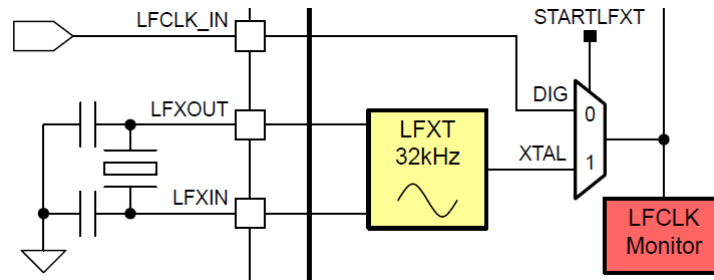 LFCLK_IN
STARTLFXT
DIG
0
LFXOUT
LFXT
32kHz
XTAL
1
LFXIN
LFCLK
Monitor